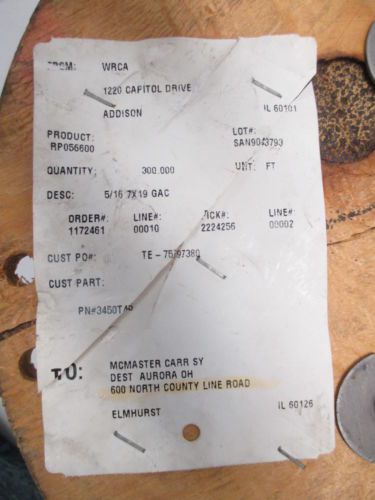 FROM: WRCA
1220 CAPITOL DRIVE
ADDISON IL 60101
PRODUCT: LOT#:
RP056600
QUANTITY: 300.000 UNIT: FT
DESC: 5/16 7X19 GAC
ORDER#: LINE#: PICK#: LINE#:
1172461 00010 2224256 00002
CUST PO#: TE -
CUST PART:
TO: MCMASTER CARR SY
DEST AURORA OH
600 NORTH COUNTY LINE ROAD
ELMHURST IL 60126